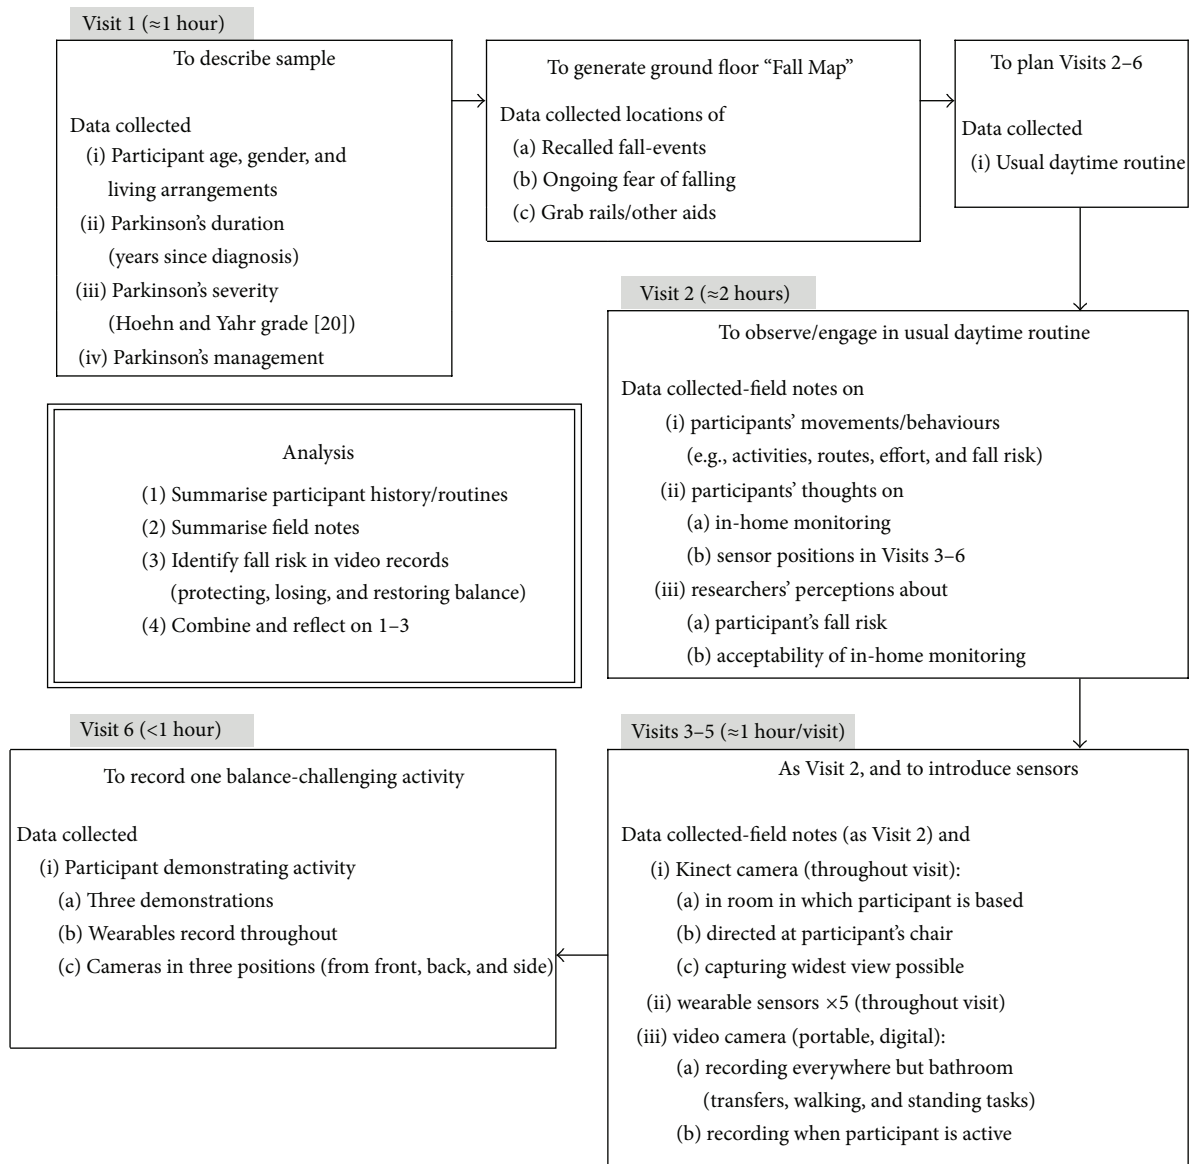 Visit 1 (≈1 hour)
To describe sample
Data collected
(i) Participant age, gender, and
living arrangements
(ii) Parkinson's duration
(years since diagnosis)
(iii) Parkinson's severity
(Hoehn and Yahr grade [20])
(iv) Parkinson's management
To generate ground floor “Fall Map”
Data collected locations of
(a) Recalled fall-events
(b) Ongoing fear of falling
(c) Grab rails/other aids
To plan Visits 2–6
Data collected
(i) Usual daytime routine
Visit 2 (≈2 hours)
To observe/engage in usual daytime routine
Data collected-field notes on
(i) participants' movements/behaviours
(e.g., activities, routes, effort, and fall risk)
(ii) participants' thoughts on
(a) in-home monitoring
(b) sensor positions in Visits 3–6
(iii) researchers' perceptions about
(a) participant's fall risk
(b) acceptability of in-home monitoring
Analysis
(1) Summarise participant history/routines
(2) Summarise field notes
(3) Identify fall risk in video records
(protecting, losing, and restoring balance)
(4) Combine and reflect on 1–3
Visits 3–5 (≈1 hour/visit)
As Visit 2, and to introduce sensors
Data collected-field notes (as Visit 2) and
(i) Kinect camera (throughout visit):
(a) in room in which participant is based
(b) directed at participant's chair
(c) capturing widest view possible
(ii) wearable sensors ×5 (throughout visit)
(iii) video camera (portable, digital):
(a) recording everywhere but bathroom
(transfers, walking, and standing tasks)
(b) recording when participant is active
Visit 6 (<1 hour)
To record one balance-challenging activity
Data collected
(i) Participant demonstrating activity
(a) Three demonstrations
(b) Wearables record throughout
(c) Cameras in three positions (from front, back, and side)